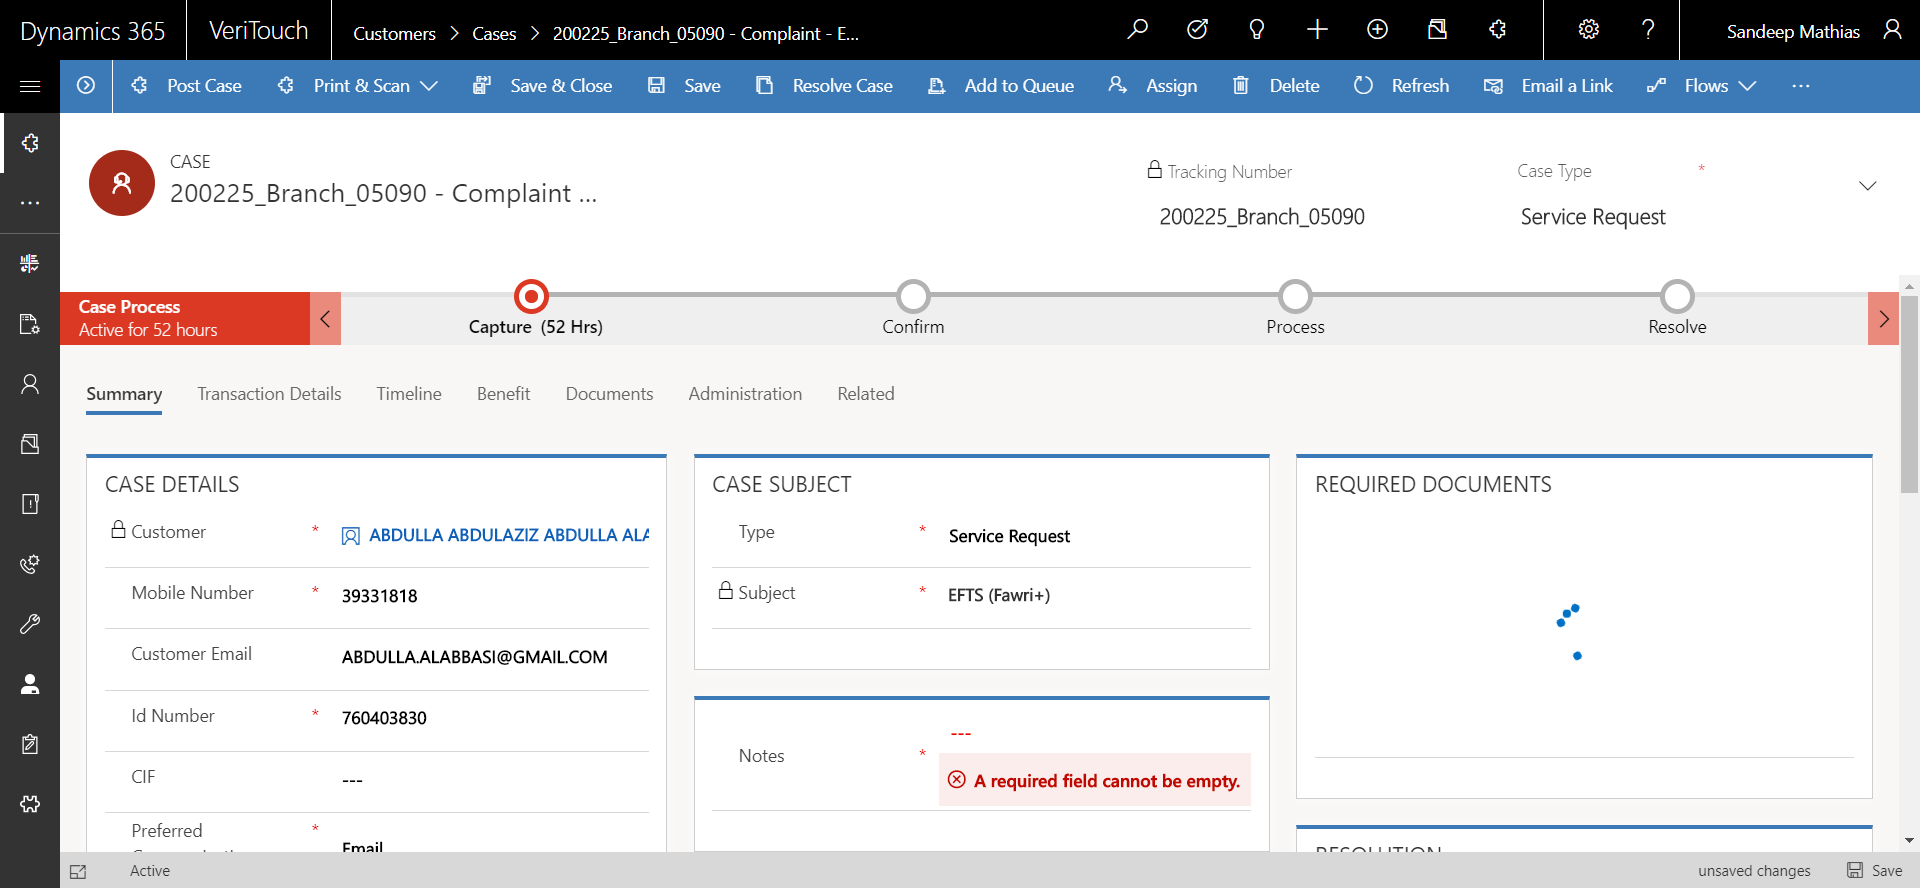 Dynamics 365
VeriTouch
Customers > Cases > 200225_Branch_05090 - Complaint - E...
Sandeep Mathias
Post Case
Print & Scan
Save & Close
Save
Resolve Case
Add to Queue
Assign
Delete
Refresh
Email a Link
Flows
CASE
200225_Branch_05090 - Complaint ...
Tracking Number
200225_Branch_05090
Case Type *
Service Request
Case Process
Active for 52 hours
Capture (52 Hrs)
Confirm
Process
Resolve
Summary
Transaction Details
Timeline
Benefit
Documents
Administration
Related
CASE DETAILS
Customer * ABDULLA ABDULAZIZ ABDULLA ALA
Mobile Number * 39331818
Customer Email ABDULLA.ALABBASI@GMAIL.COM
Id Number * 760403830
CIF ---
Preferred * Email
CASE SUBJECT
Type * Service Request
Subject * EFTS (Fawri+)
---
Notes *
A required field cannot be empty.
REQUIRED DOCUMENTS
RESOLUTION
Active
unsaved changes
Save